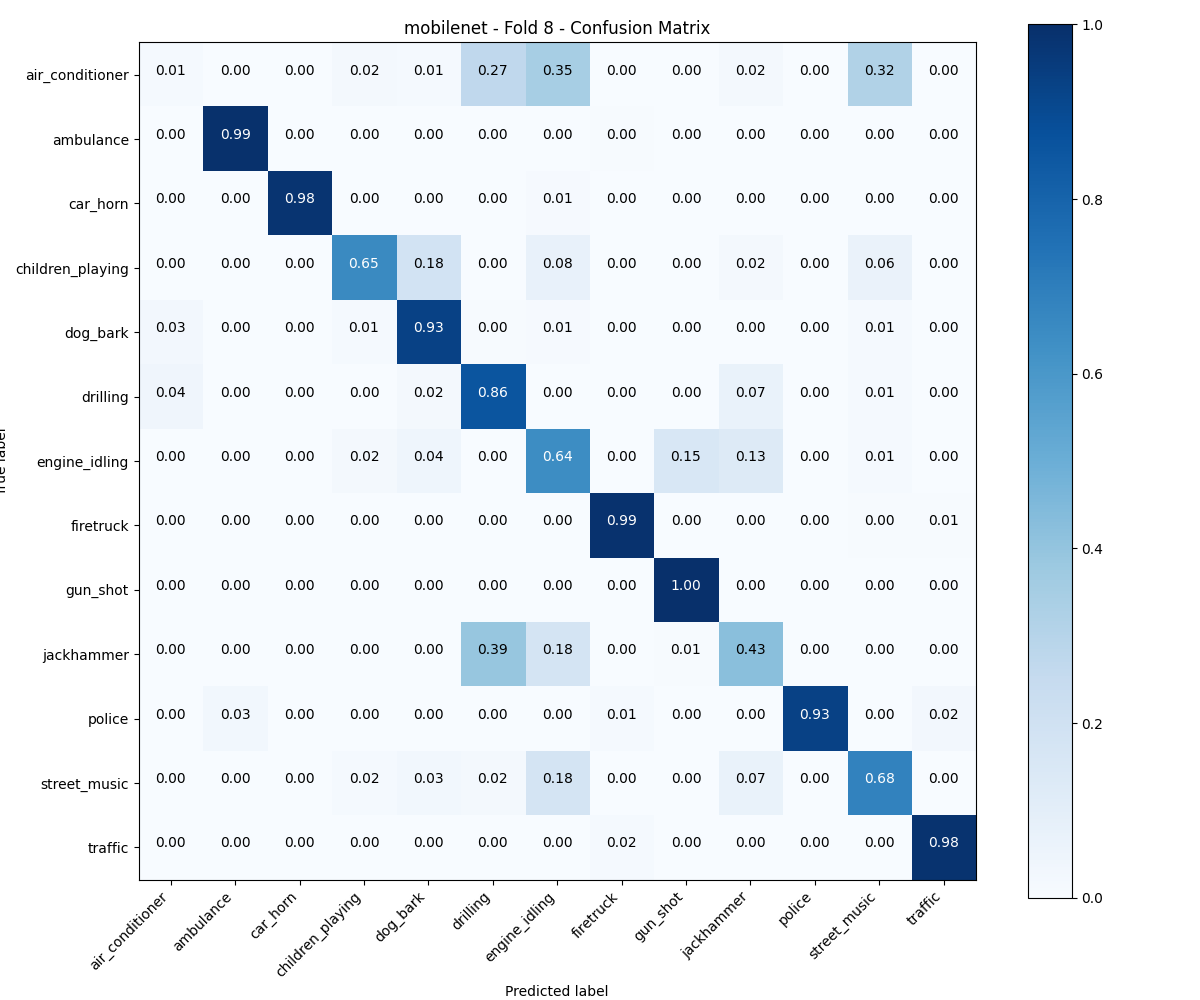 mobilenet - Fold 8 - Confusion Matrix
air_conditioner 0.01 0.00 0.00 0.02 0.01 0.27 0.35 0.00 0.00 0.02 0.00 0.32 0.00
ambulance 0.00 0.99 0.00 0.00 0.00 0.00 0.00 0.00 0.00 0.00 0.00 0.00 0.00
car_horn 0.00 0.00 0.98 0.00 0.00 0.00 0.01 0.00 0.00 0.00 0.00 0.00 0.00
children_playing 0.00 0.00 0.00 0.65 0.18 0.00 0.08 0.00 0.00 0.02 0.00 0.06 0.00
dog_bark 0.03 0.00 0.00 0.01 0.93 0.00 0.01 0.00 0.00 0.00 0.00 0.01 0.00
drilling 0.04 0.00 0.00 0.00 0.02 0.86 0.00 0.00 0.00 0.07 0.00 0.01 0.00
engine_idling 0.00 0.00 0.00 0.02 0.04 0.00 0.64 0.00 0.15 0.13 0.00 0.01 0.00
firetruck 0.00 0.00 0.00 0.00 0.00 0.00 0.00 0.99 0.00 0.00 0.00 0.00 0.01
gun_shot 0.00 0.00 0.00 0.00 0.00 0.00 0.00 0.00 1.00 0.00 0.00 0.00 0.00
jackhammer 0.00 0.00 0.00 0.00 0.00 0.39 0.18 0.00 0.01 0.43 0.00 0.00 0.00
police 0.00 0.03 0.00 0.00 0.00 0.00 0.00 0.01 0.00 0.00 0.93 0.00 0.02
street_music 0.00 0.00 0.00 0.02 0.03 0.02 0.18 0.00 0.00 0.07 0.00 0.68 0.00
traffic 0.00 0.00 0.00 0.00 0.00 0.00 0.00 0.02 0.00 0.00 0.00 0.00 0.98
air_conditioner ambulance car_horn children_playing dog_bark drilling engine_idling firetruck gun_shot jackhammer police street_music traffic
Predicted label
label
1.0
0.8
0.6
0.4
0.2
0.0